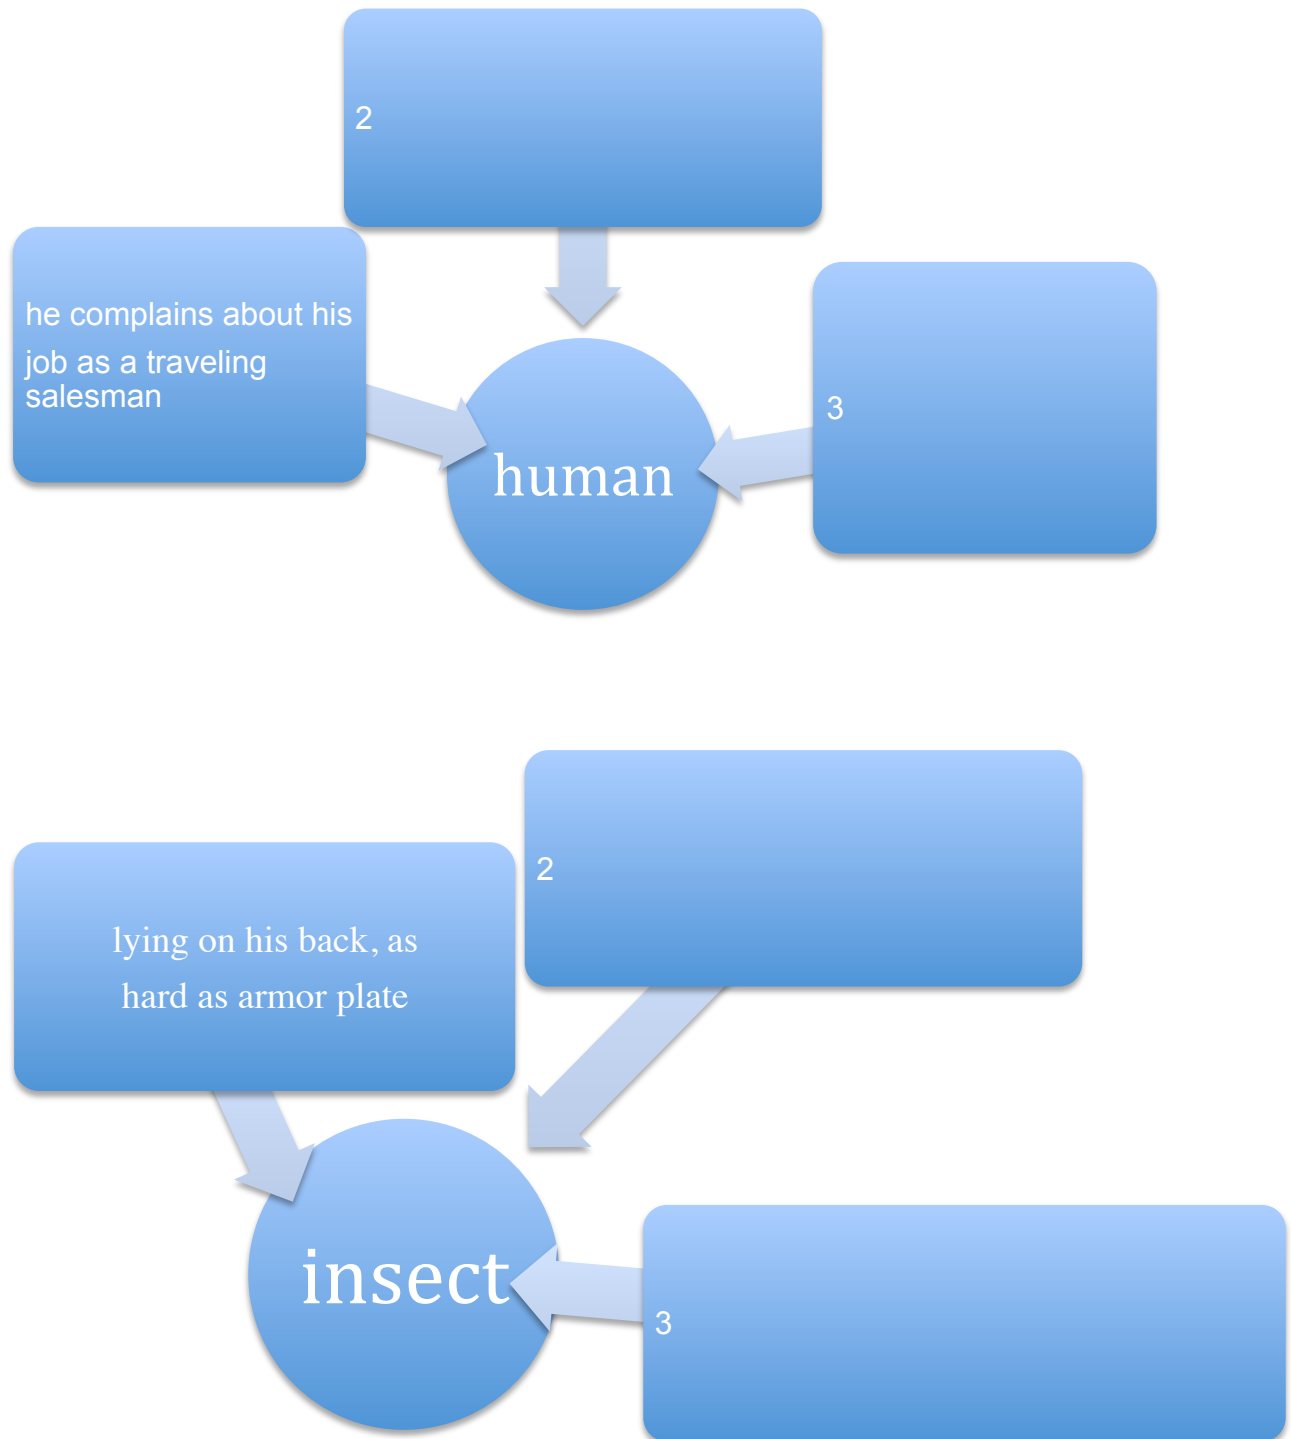 2
he complains about his
job as a traveling
salesman
3
human
2
lying on his back, as
hard as armor plate
insect
3